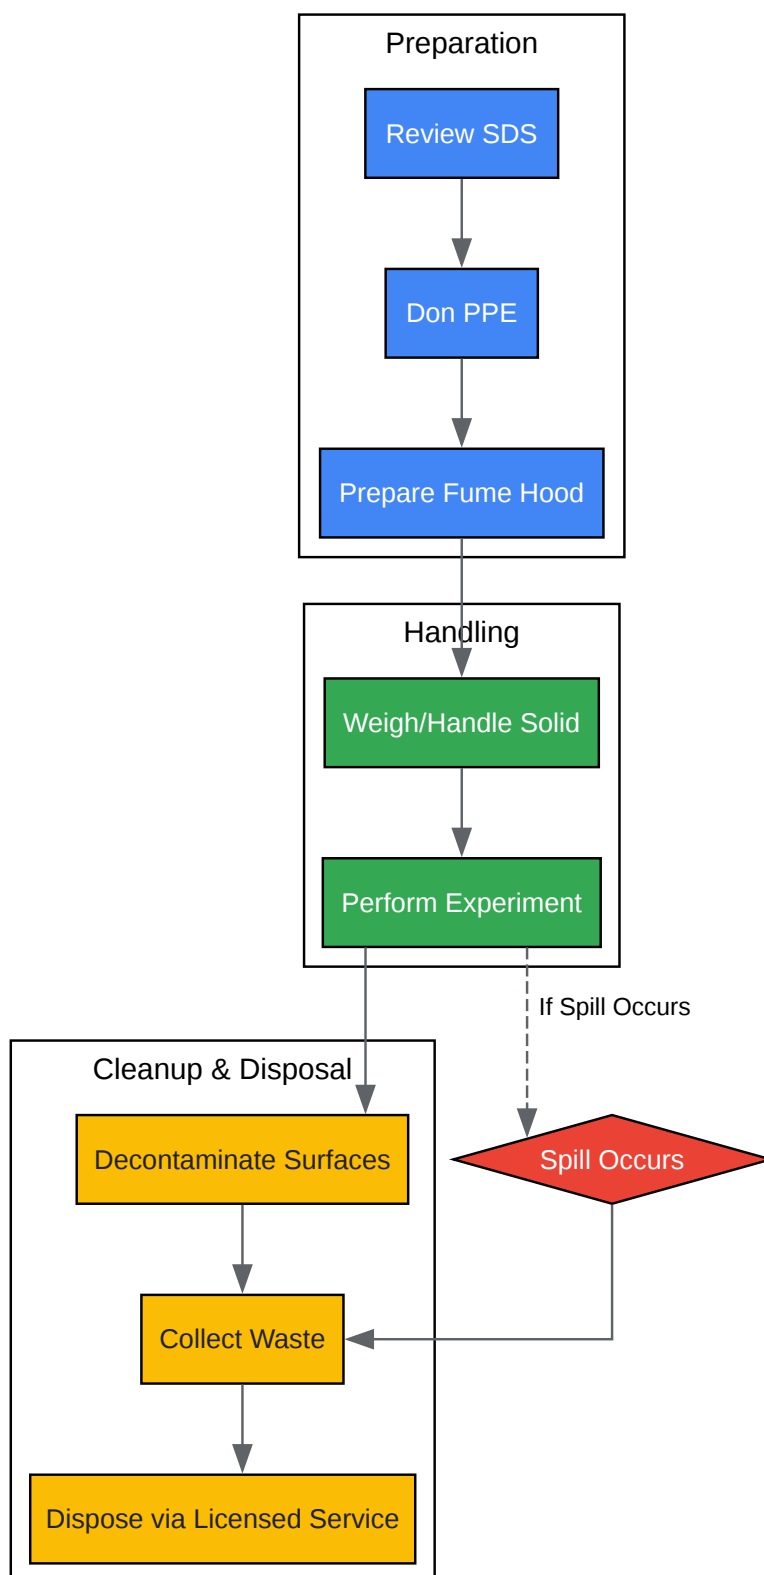 Preparation
Review SDS
Don PPE
Prepare Fume Hood
Handling
Weigh/Handle Solid
Perform Experiment
If Spill Occurs
Cleanup & Disposal
Decontaminate Surfaces
Spill Occurs
Collect Waste
Dispose via Licensed Service